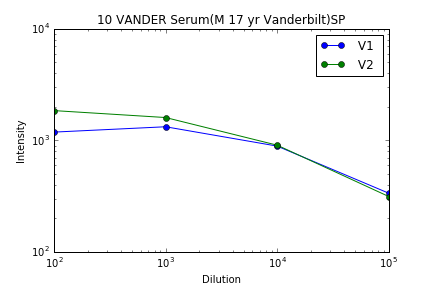 10 VANDER Serum(M 17 yr Vanderbilt)SP
V1
V2
10^4
10^3
10^2
Intensity
10^2 10^3 10^4 10^5
Dilution